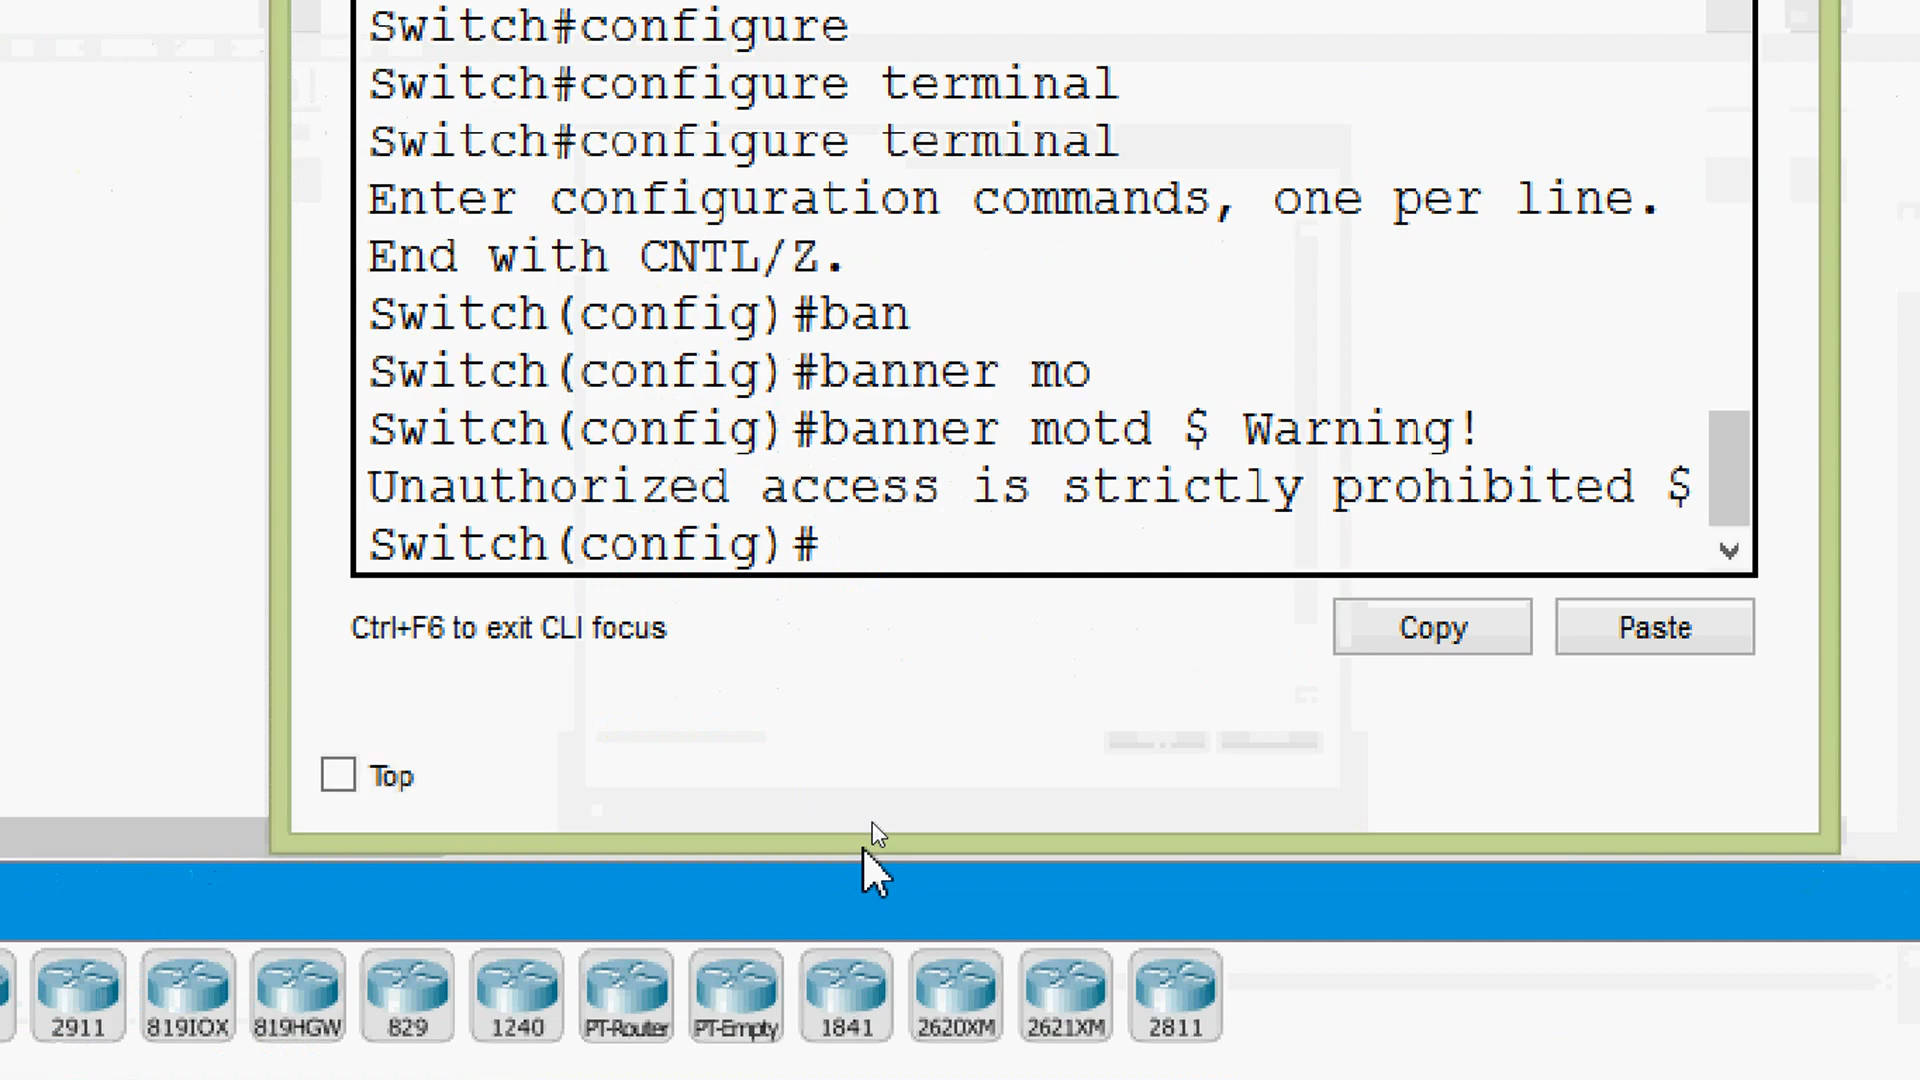 Switch#configure
Switch#configure terminal
Switch#configure terminal
Enter configuration commands, one per line.
End with CNTL/Z.
Switch(config)#ban
Switch(config)#banner mo
Switch(config)#banner motd $ Warning!
Unauthorized access is strictly prohibited $
Switch(config)#
Ctrl+F6 to exit CLI focus
Copy
Paste
Top
2911
819IOX
819HGW
829
1240
PT-Router
PT-Empty
1841
2620XM
2621XM
2811